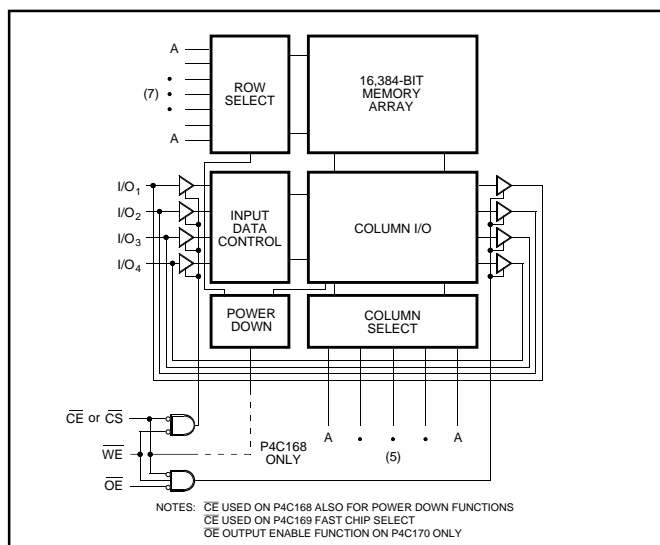 A
(7)
A
ROW
SELECT
16,384-BIT
MEMORY
ARRAY
I/O1
I/O2
I/O3
I/O4
INPUT
DATA
CONTROL
COLUMN I/O
POWER
DOWN
COLUMN
SELECT
CE or CS
WE
OE
P4C168
ONLY
A
(5)
A
NOTES: CE USED ON P4C168 ALSO FOR POWER DOWN FUNCTIONS
CE USED ON P4C169 FAST CHIP SELECT
OE OUTPUT ENABLE FUNCTION ON P4C170 ONLY